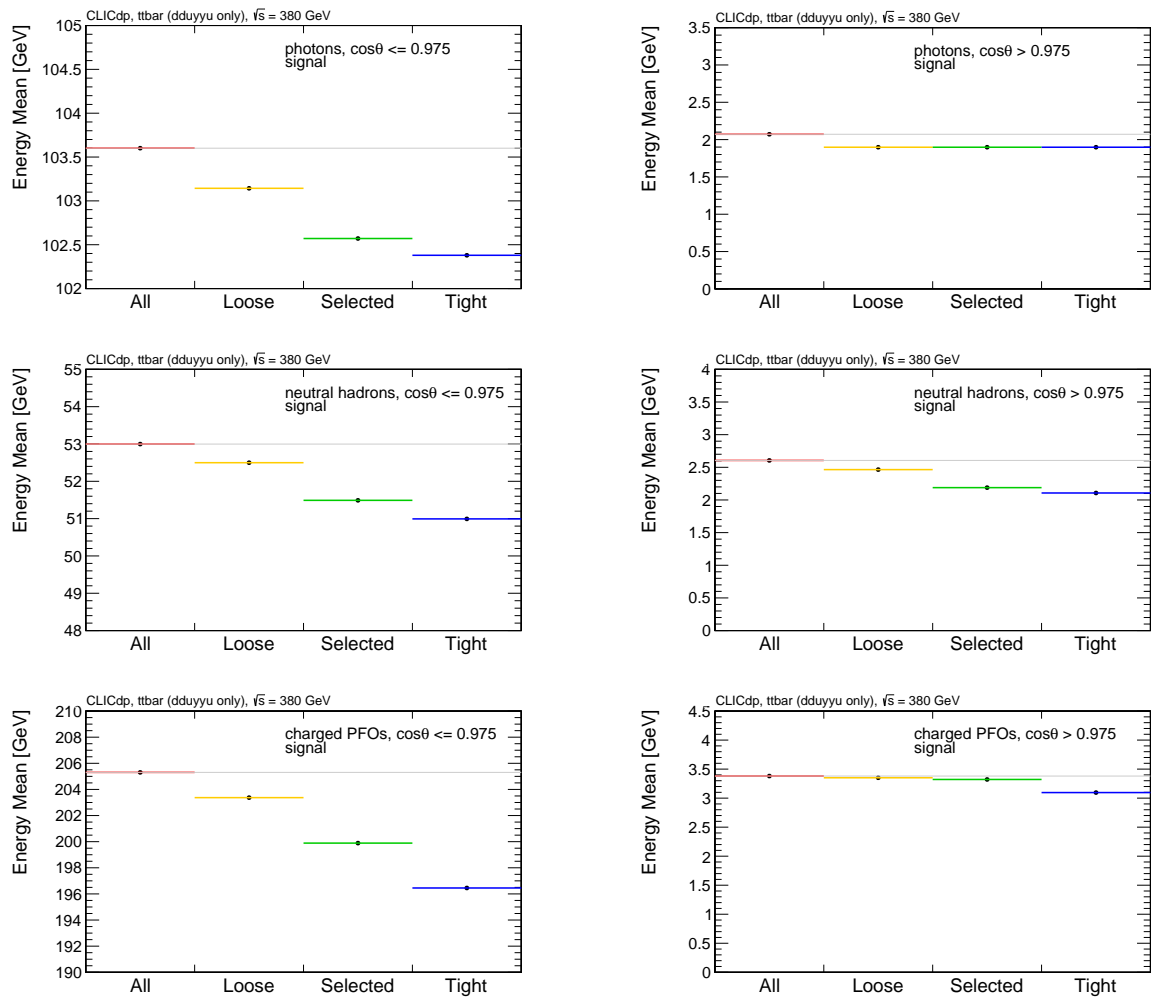 CLICdp, ttbar (dduyyu only), √s = 380 GeV
Energy Mean [GeV]
105
104.5
104
103.5
103
102.5
102
photons, cosθ <= 0.975
signal
All Loose Selected Tight
CLICdp, ttbar (dduyyu only), √s = 380 GeV
Energy Mean [GeV]
3.5
3
2.5
2
1.5
1
0.5
0
photons, cosθ > 0.975
signal
All Loose Selected Tight
CLICdp, ttbar (dduyyu only), √s = 380 GeV
Energy Mean [GeV]
55
54
53
52
51
50
49
48
neutral hadrons, cosθ <= 0.975
signal
All Loose Selected Tight
CLICdp, ttbar (dduyyu only), √s = 380 GeV
Energy Mean [GeV]
4
3.5
3
2.5
2
1.5
1
0.5
0
neutral hadrons, cosθ > 0.975
signal
All Loose Selected Tight
CLICdp, ttbar (dduyyu only), √s = 380 GeV
Energy Mean [GeV]
210
208
206
204
202
200
198
196
194
192
190
charged PFOs, cosθ <= 0.975
signal
All Loose Selected Tight
CLICdp, ttbar (dduyyu only), √s = 380 GeV
Energy Mean [GeV]
4.5
4
3.5
3
2.5
2
1.5
1
0.5
0
charged PFOs, cosθ > 0.975
signal
All Loose Selected Tight